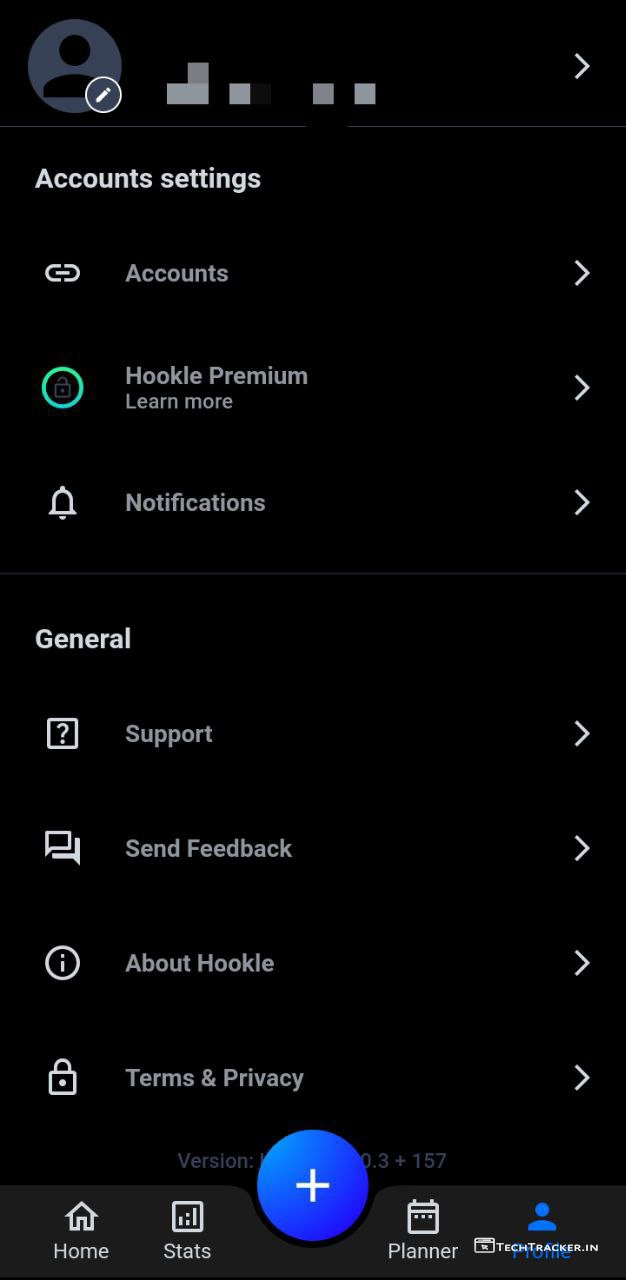 Accounts settings
Accounts
Hookle Premium
Learn more
Notifications
General
Support
Send Feedback
About Hookle
Terms & Privacy
Version: 0.3 + 157
Home
Stats
Planner
Profile
TechTracker.in